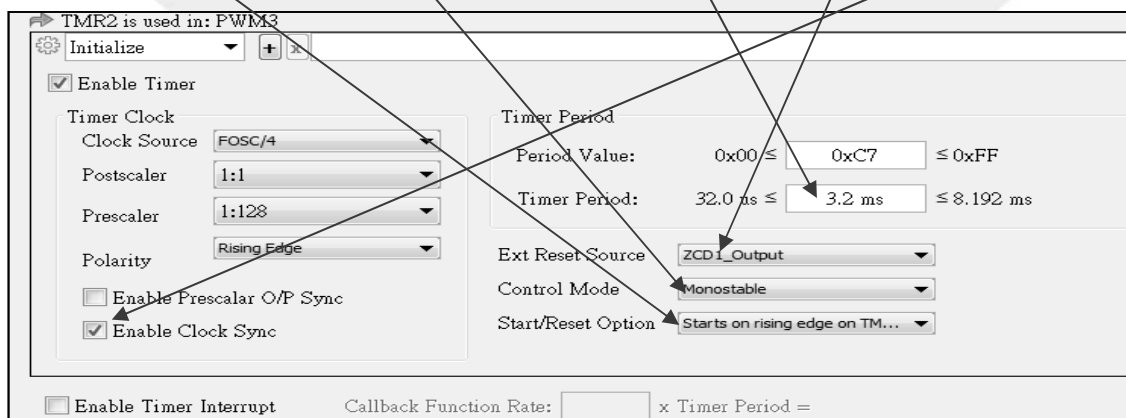 TMR2 is used in: PWM3
Initialize + x
Enable Timer
Timer Clock
Clock Source FOSC/4
Postscaler 1:1
Prescaler 1:128
Polarity Rising Edge
Enable Prescalar O/P Sync
Enable Clock Sync
Timer Period
Period Value: 0x00 ≤ 0xC7 ≤ 0xFF
Timer Period: 32.0 us ≤ 3.2 ms ≤ 8.192 ms
Ext Reset Source ZCD1_Output
Control Mode Monostable
Start/Reset Option Starts on rising edge on TM...
Enable Timer Interrupt Callback Function Rate: x Timer Period =